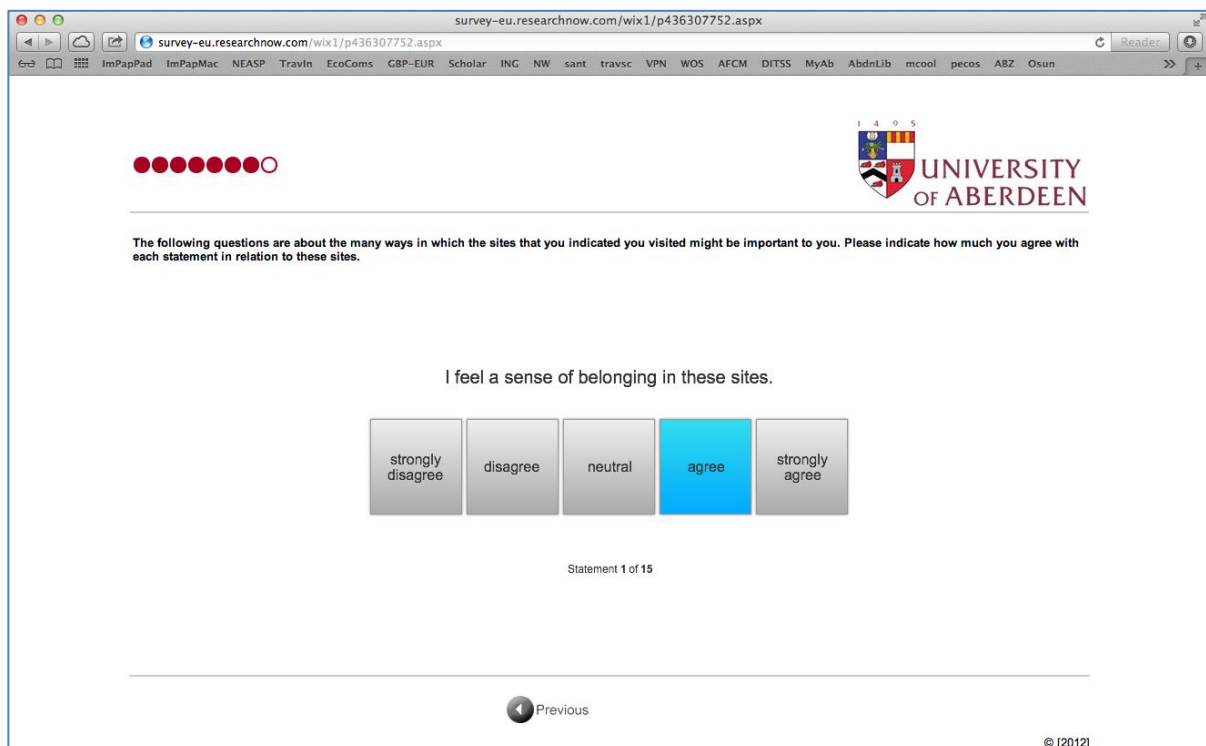 survey-eu.researchnow.com/wix1/p436307752.aspx
survey-eu.researchnow.com/wix1/p436307752.aspx
Reader
ImPapPad ImPapMac NEASP TravIn EcoComs GBP-EUR Scholar ING NW sant travsc VPN WOS AFCM DITSS MyAb AbdnLib mcool pecos ABZ Osun
1 4 9 5
UNIVERSITY
OF ABERDEEN
The following questions are about the many ways in which the sites that you indicated you visited might be important to you. Please indicate how much you agree with
each statement in relation to these sites.
I feel a sense of belonging in these sites.
strongly
disagree
disagree
neutral
agree
strongly
agree
Statement 1 of 15
Previous
© [2012]